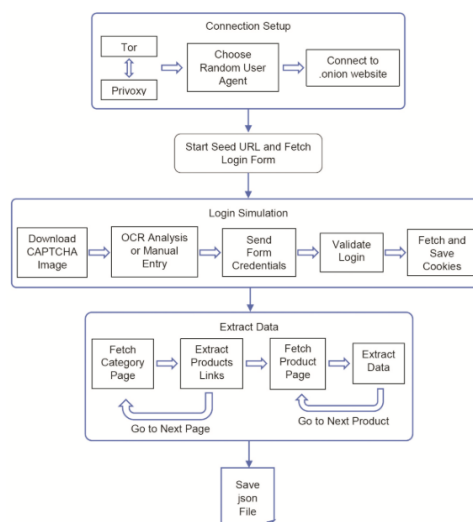 Connection Setup
Tor
Privoxy
Choose
Random User
Agent
Connect to
.onion website
Start Seed URL and Fetch
Login Form
Login Simulation
Download
CAPTCHA
Image
OCR Analysis
or Manual
Entry
Send
Form
Credentials
Validate
Login
Fetch and
Save
Cookies
Extract Data
Fetch
Category
Page
Extract
Products
Links
Fetch
Product
Page
Extract
Data
Go to Next Page
Go to Next Product
Save
json
File